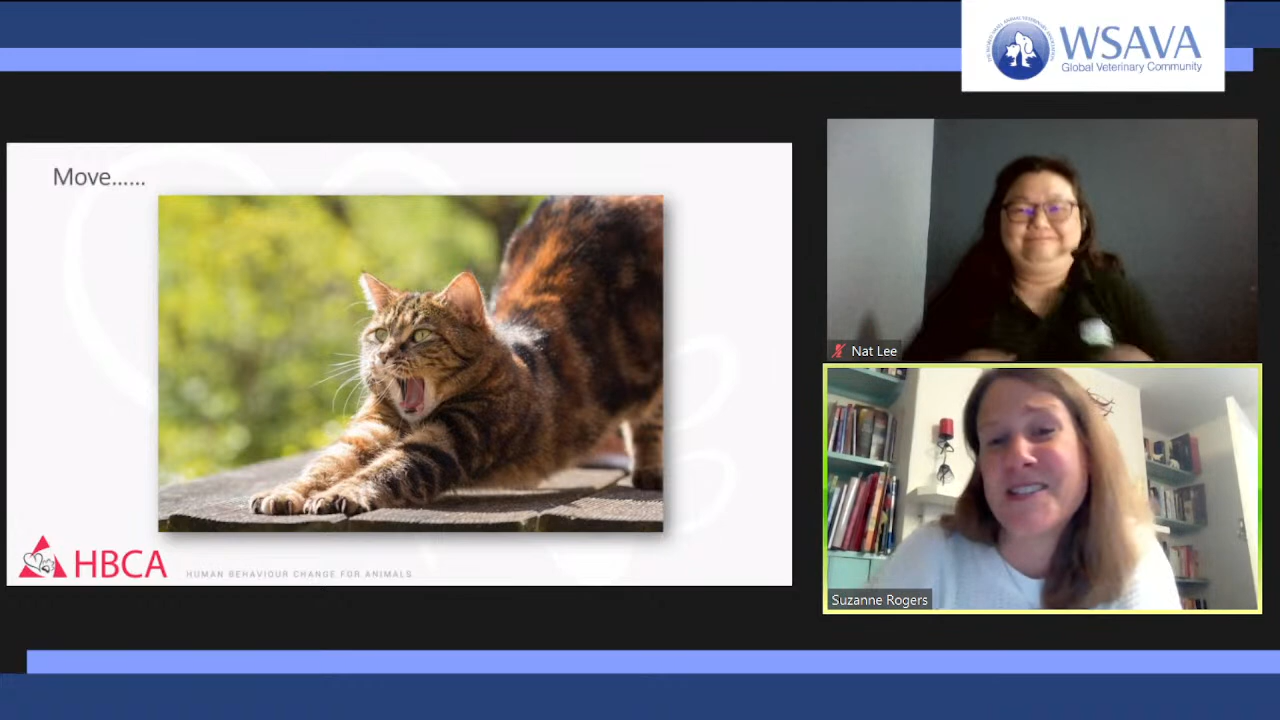 WSAVA
Global Veterinary Community
Move......
Nat Lee
HBCA
HUMAN BEHAVIOUR CHANGE FOR ANIMALS
Suzanne Rogers